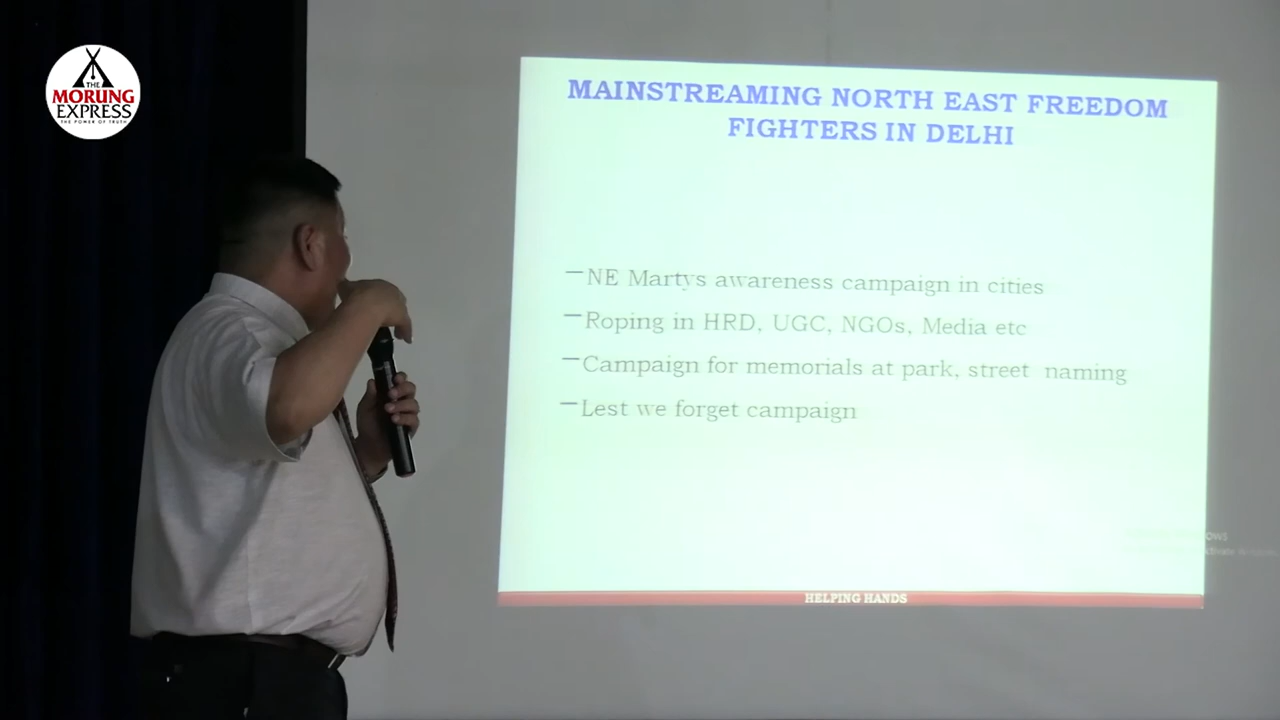 THE
MORUNG
EXPRESS
THE POWER OF TRUTH
MAINSTREAMING NORTH EAST FREEDOM
FIGHTERS IN DELHI
—NE Martys awareness campaign in cities
—Roping in HRD, UGC, NGOs, Media etc
—Campaign for memorials at park, street naming
—Lest we forget campaign
HELPING HANDS